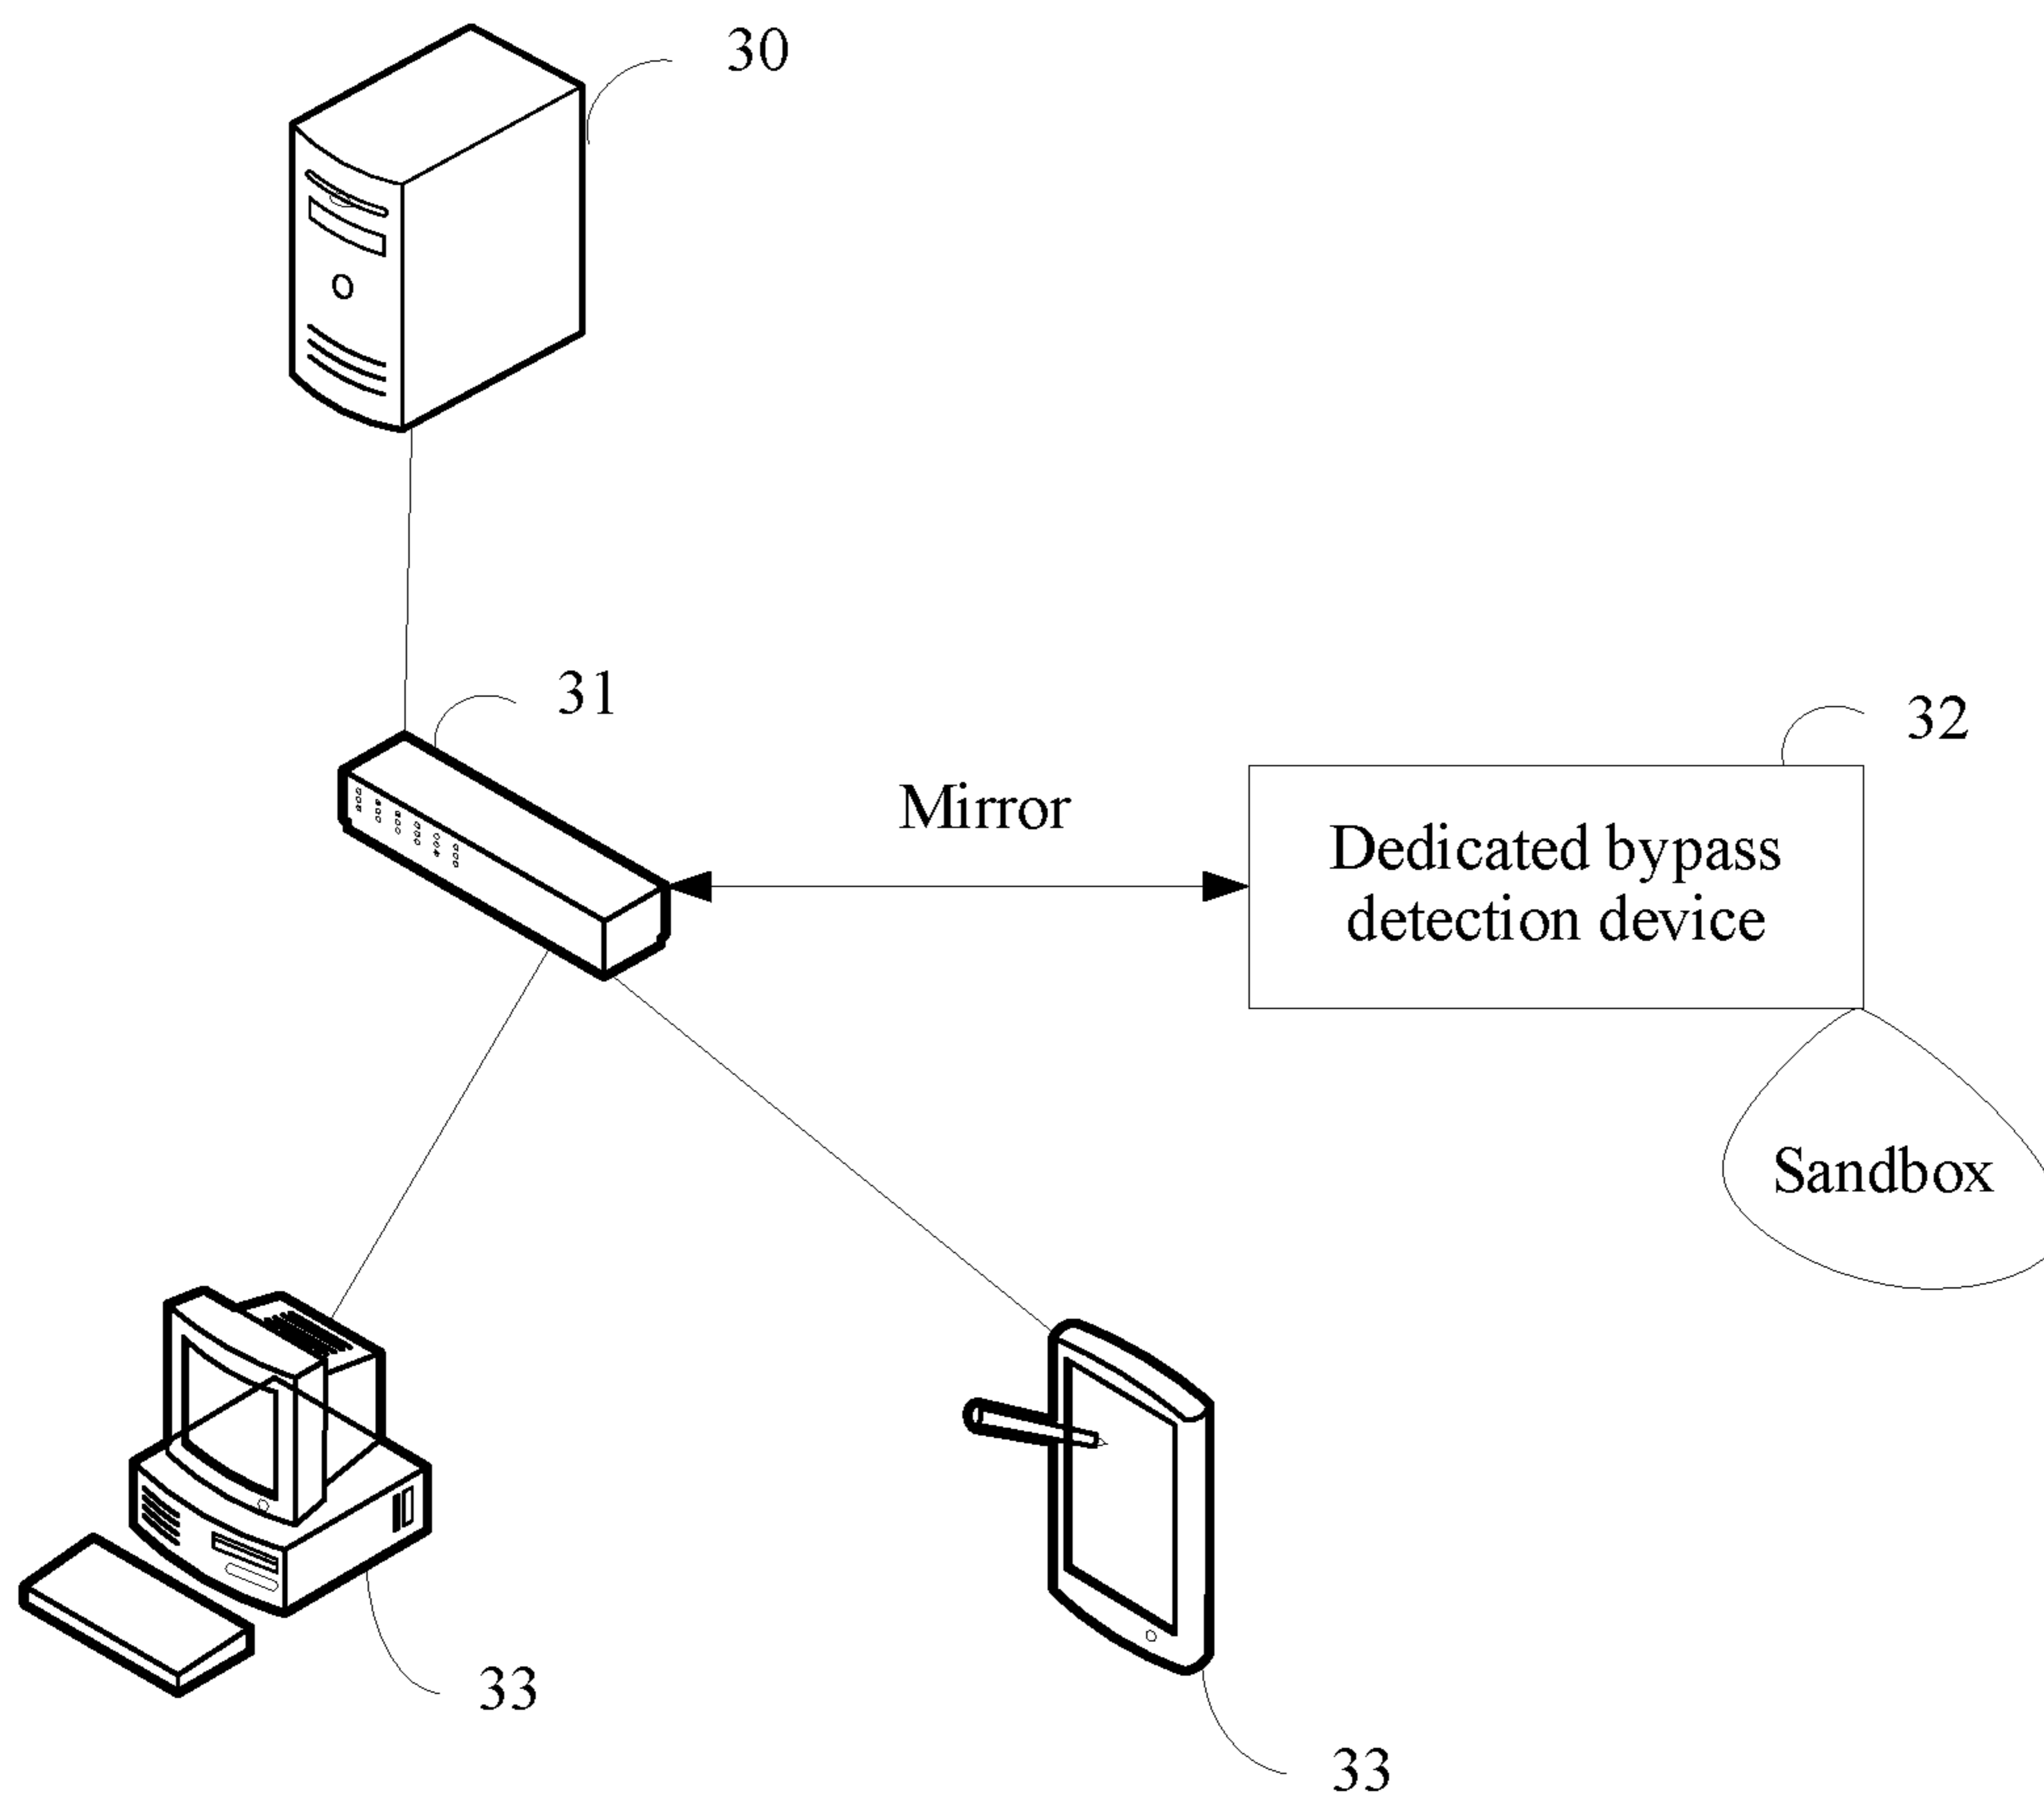 30
31
32
Mirror
Dedicated bypass
detection device
Sandbox
33
33